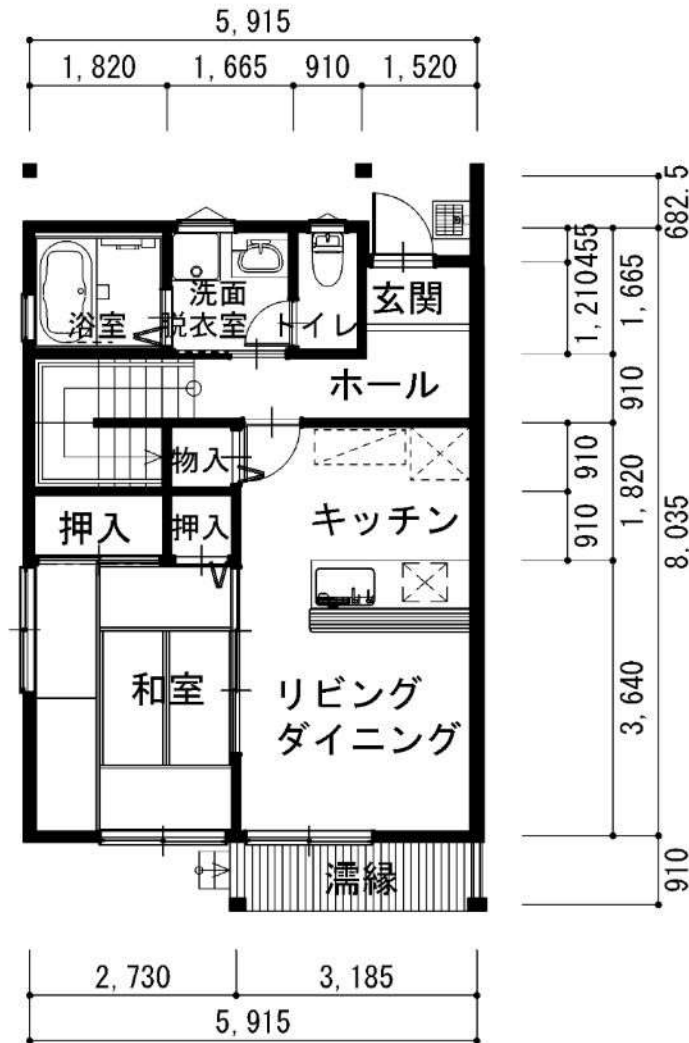 5,915
1,820 1,665 910 1,520
682.5
455
1,210
1,665
玄関
洗面
脱衣室
浴室
トイレ
ホール
910
物入
910
1,820
押入
押入
キッチン
910
8,035
和室
リビング
ダイニング
3,640
濡縁
910
2,730 3,185
5,915